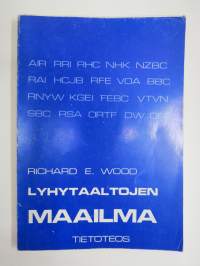 AIR RRI RHC NHK NZBC
RAI HCJB RFE VOA BBC
RNYW KGEI FEBC VTVN
SBC RSA ORTF DW
RICHARD E. WOOD
LYHYTAALTOJEN
MAAILMA
TIETOTEOS